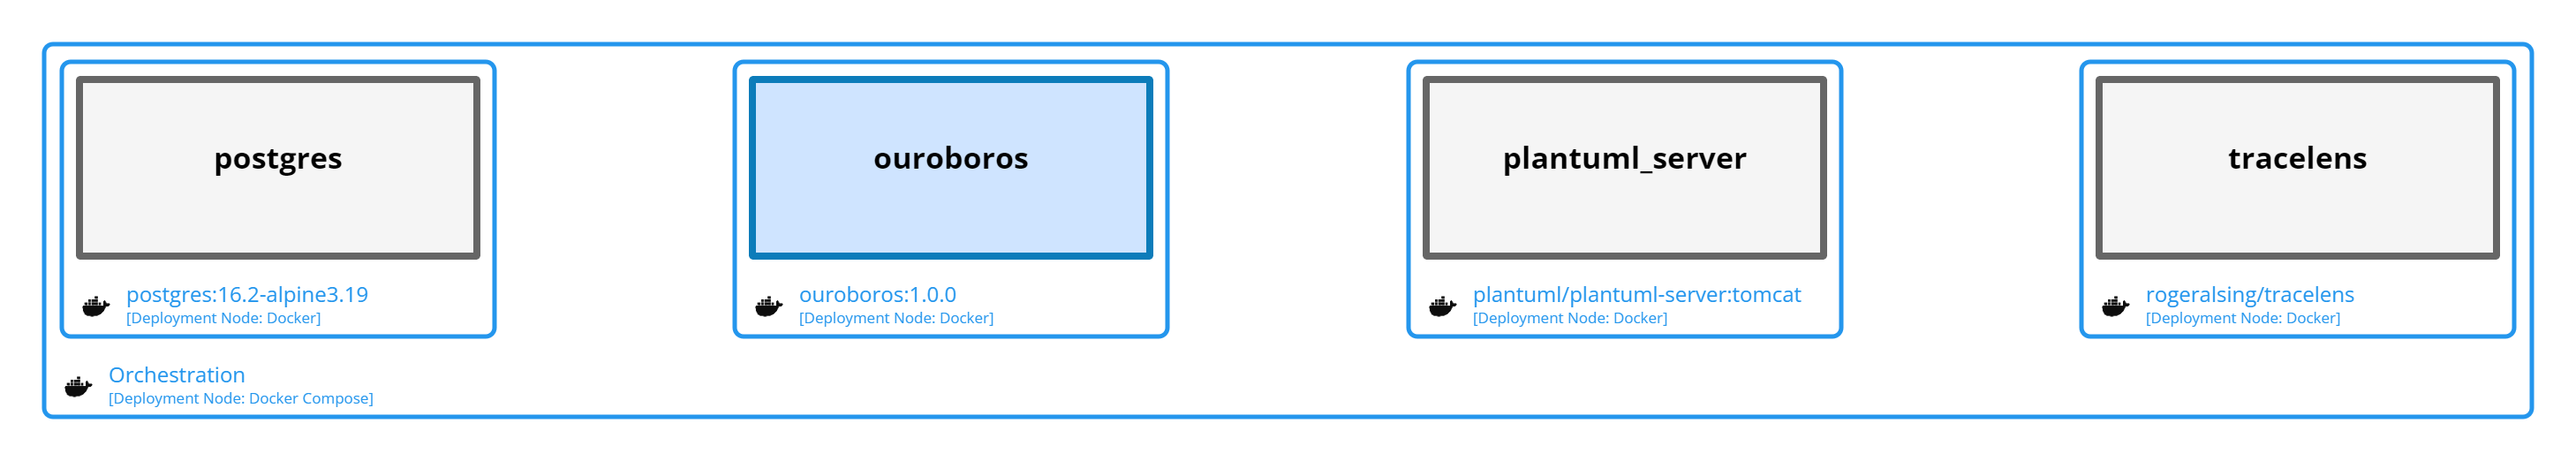 postgres
postgres:16.2-alpine3.19
[Deployment Node: Docker]
ouroboros
ouroboros:1.0.0
[Deployment Node: Docker]
plantuml_server
plantuml/plantuml-server:tomcat
[Deployment Node: Docker]
tracelens
rogeralsing/tracelens
[Deployment Node: Docker]
Orchestration
[Deployment Node: Docker Compose]